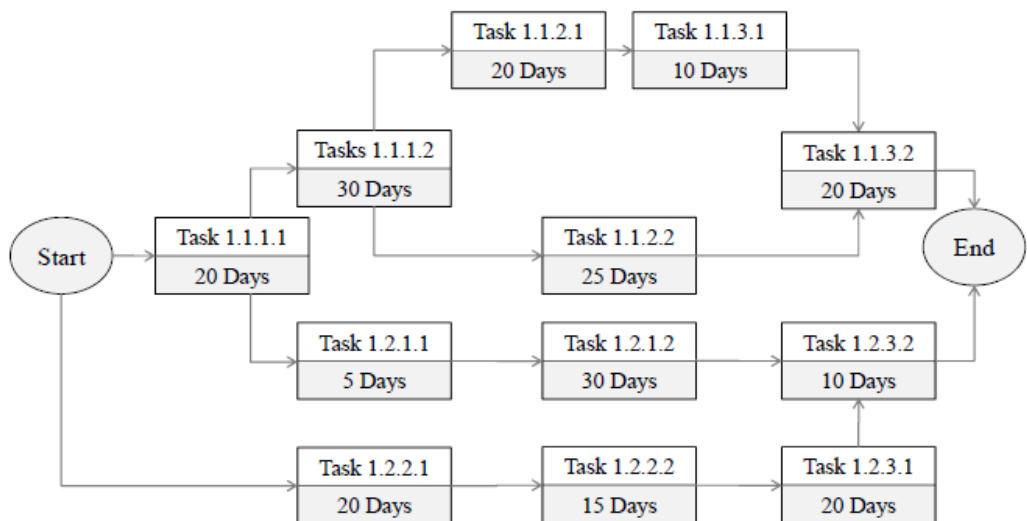 Task 1.1.2.1
20 Days
Task 1.1.3.1
10 Days
Tasks 1.1.1.2
30 Days
Task 1.1.3.2
20 Days
Start
Task 1.1.1.1
20 Days
Task 1.1.2.2
25 Days
End
Task 1.2.1.1
5 Days
Task 1.2.1.2
30 Days
Task 1.2.3.2
10 Days
Task 1.2.2.1
20 Days
Task 1.2.2.2
15 Days
Task 1.2.3.1
20 Days